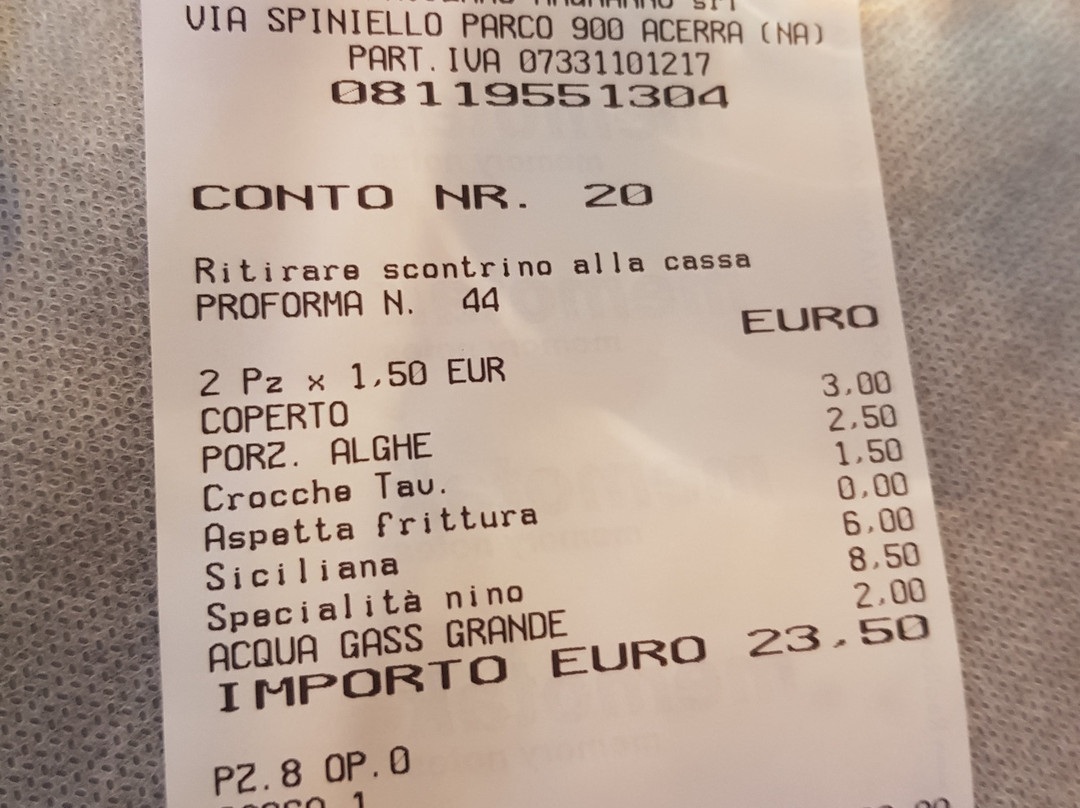 VIA SPINIELLO PARCO 900 ACERRA (NA)
PART.IVA 07331101217
08119551304
CONTO NR. 20
Ritirare scontrino alla cassa
PROFORMA N. 44
EURO
2 Pz x 1,50 EUR
COPERTO 3,00
PORZ. ALGHE 2,50
Crocche Tav. 1,50
Aspetta frittura 0,00
Siciliana 6,00
Specialità nino 8,50
ACQUA GASS GRANDE 2,00
IMPORTO EURO 23,50
PZ.8 OP.0